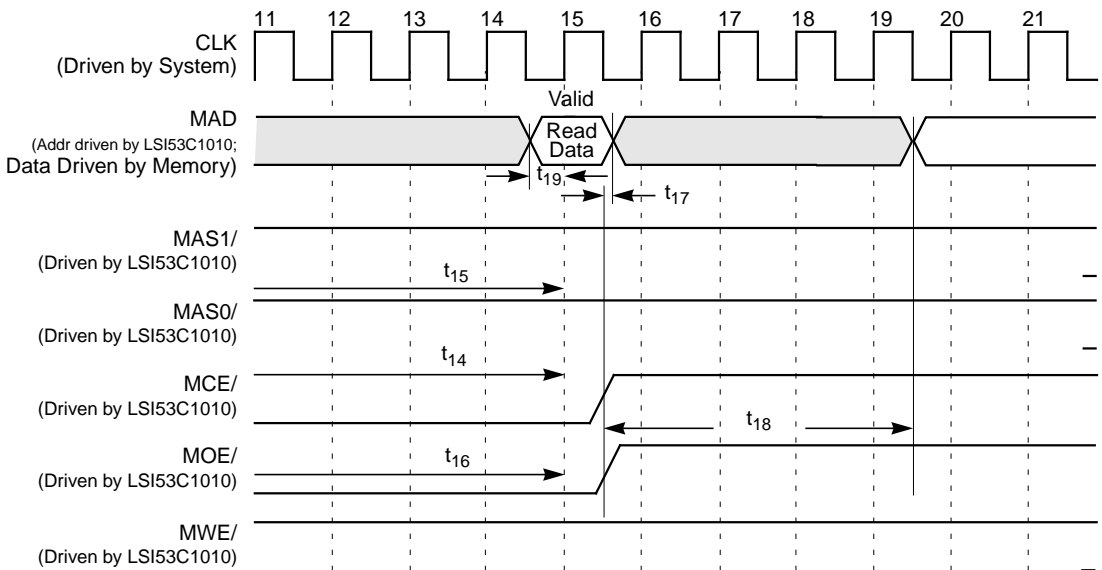 11 12 13 14 15 16 17 18 19 20 21
CLK
(Driven by System)
Valid
MAD
(Addr driven by LSI53C1010;
Data Driven by Memory)
Read
Data
t19
t17
MAS1/
(Driven by LSI53C1010)
t15
MAS0/
(Driven by LSI53C1010)
t14
MCE/
(Driven by LSI53C1010)
t18
MOE/
(Driven by LSI53C1010)
t16
MWE/
(Driven by LSI53C1010)